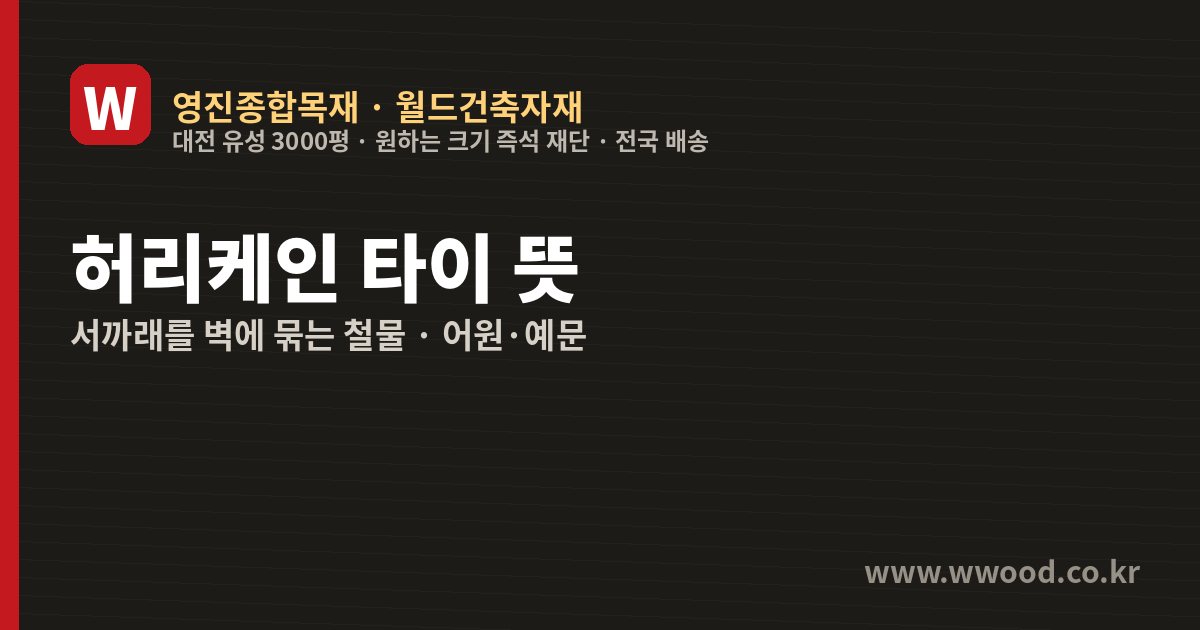 W
영진종합목재 · 월드건축자재
대전 유성 3000평 · 원하는 크기 즉석 재단 · 전국 배송
허리케인 타이 뜻
서까래를 벽에 묶는 철물 · 어원·예문
www.wwood.co.kr